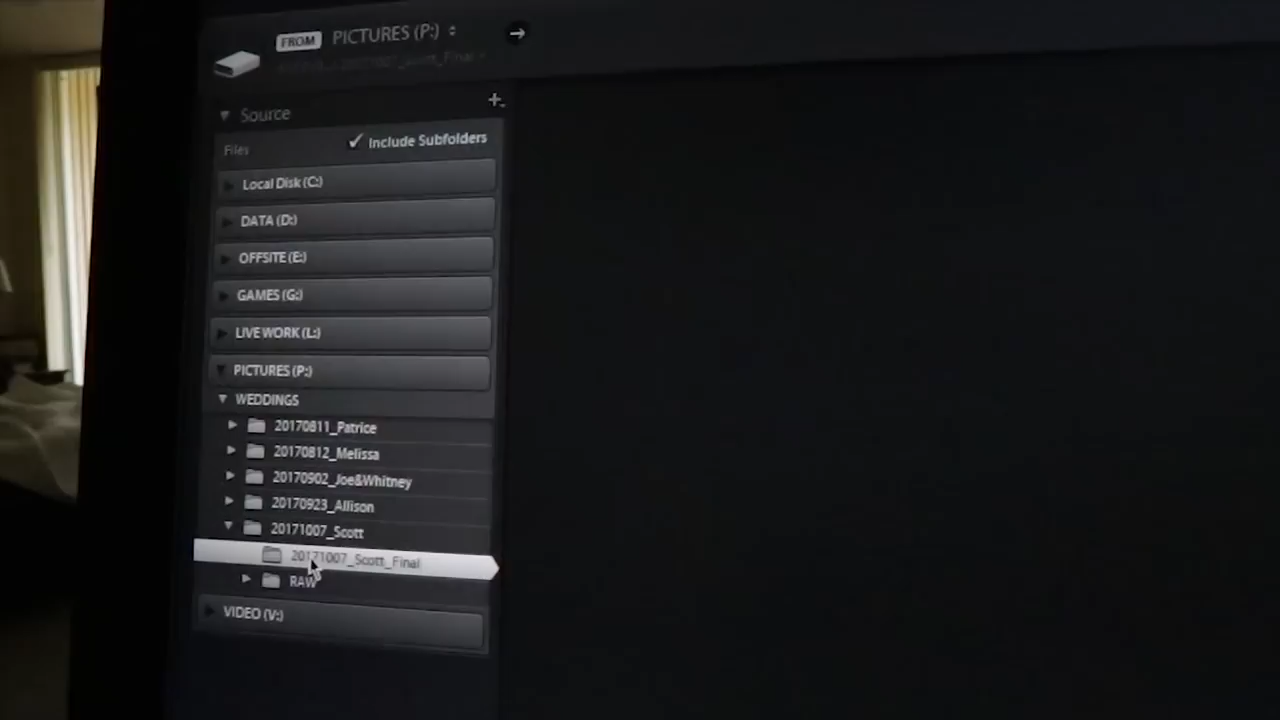 FROM PICTURES (P:)
Source
Files Include Subfolders
Local Disk (C:)
DATA (D:)
OFFSITE (E:)
GAMES (G:)
LIVE WORK (L:)
PICTURES (P:)
WEDDINGS
20170811_Patrice
20170812_Melissa
20170902_Joe&Whitney
20170923_Allison
20171007_Scott
20171007_Scott_Final
RAW
VIDEO (V:)